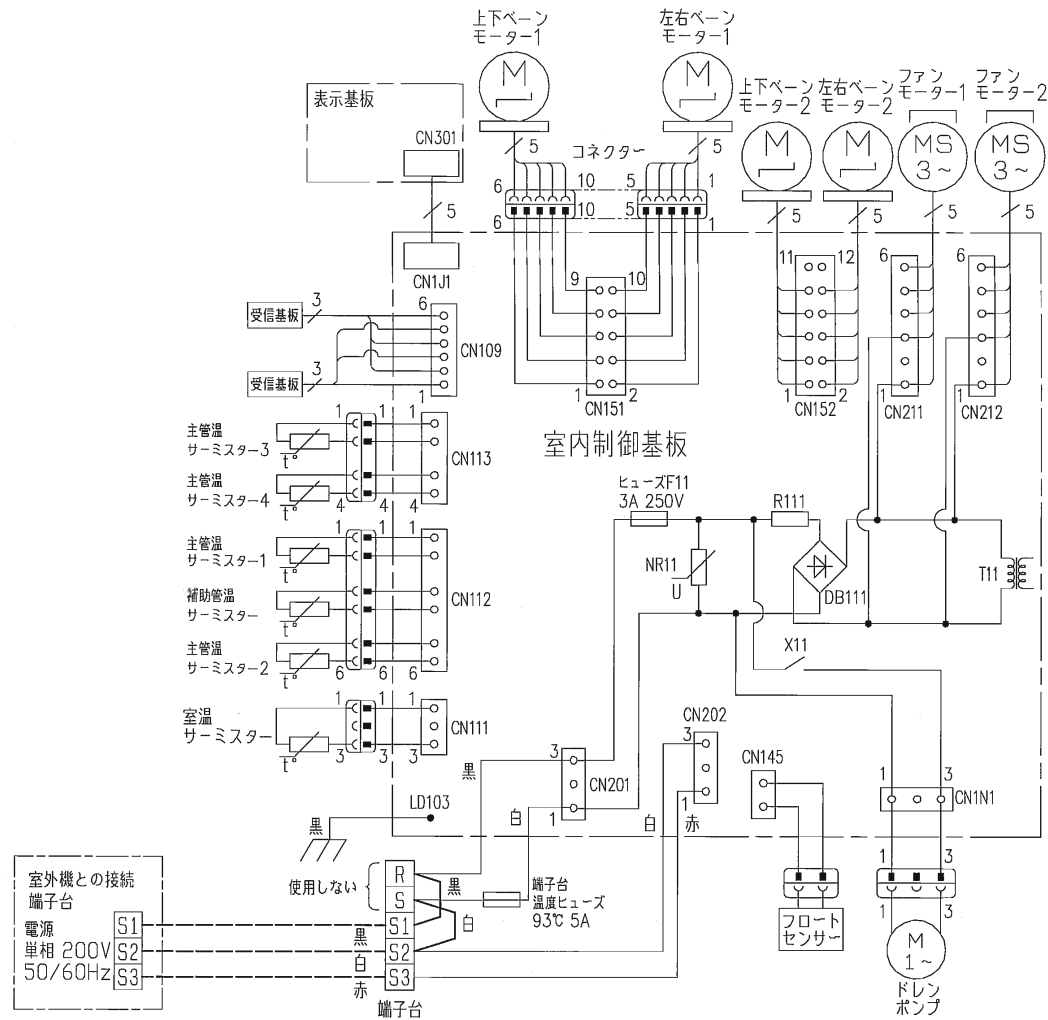 上下ベーン
モーター1
M
5
左右ベーン
モーター1
M
5
コネクター
6 10 5 1
6 10 5 1
上下ベーン
モーター2
M
5
左右ベーン
モーター2
M
5
ファン
モーター1
MS
3~
5
ファン
モーター2
MS
3~
5
表示基板
CN301
5
CN1J1
受信基板
3
受信基板
3
6
CN109
1
9 10
1 2
CN151
11 12
1 2
CN152
6
1
CN211
6
1
CN212
室内制御基板
主管温
サーミスター3
t°
主管温
サーミスター4
t°
1 1 1
CN113
4 4 4
主管温
サーミスター1
t°
補助管温
サーミスター
t°
主管温
サーミスター2
t°
1 1 1
CN112
6 6 6
室温
サーミスター
t°
1 1 1
CN111
3 3 3
ヒューズF11
3A 250V
R111
NR11
U
DB111
T11
X11
黒
LD103
黒
3
CN201
1
白
CN202
3
1
白 赤
CN145
1 3
CN1N1
1 3
1 3
フロート
センサー
M
1~
ドレン
ポンプ
使用しない
R
S
S1
S2
S3
端子台
黒
白
端子台
温度ヒューズ
93℃ 5A
室外機との接続
端子台
電源
単相 200V
50/60Hz
S1
S2
S3
黒
白
赤